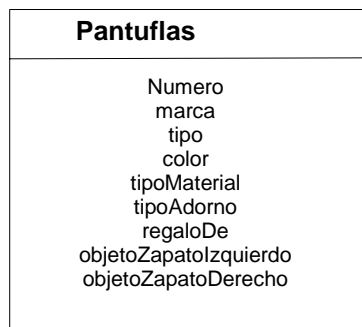 Pantuflas
Numero
marca
tipo
color
tipoMaterial
tipoAdorno
regaloDe
objetoZapatoIzquierdo
objetoZapatoDerecho